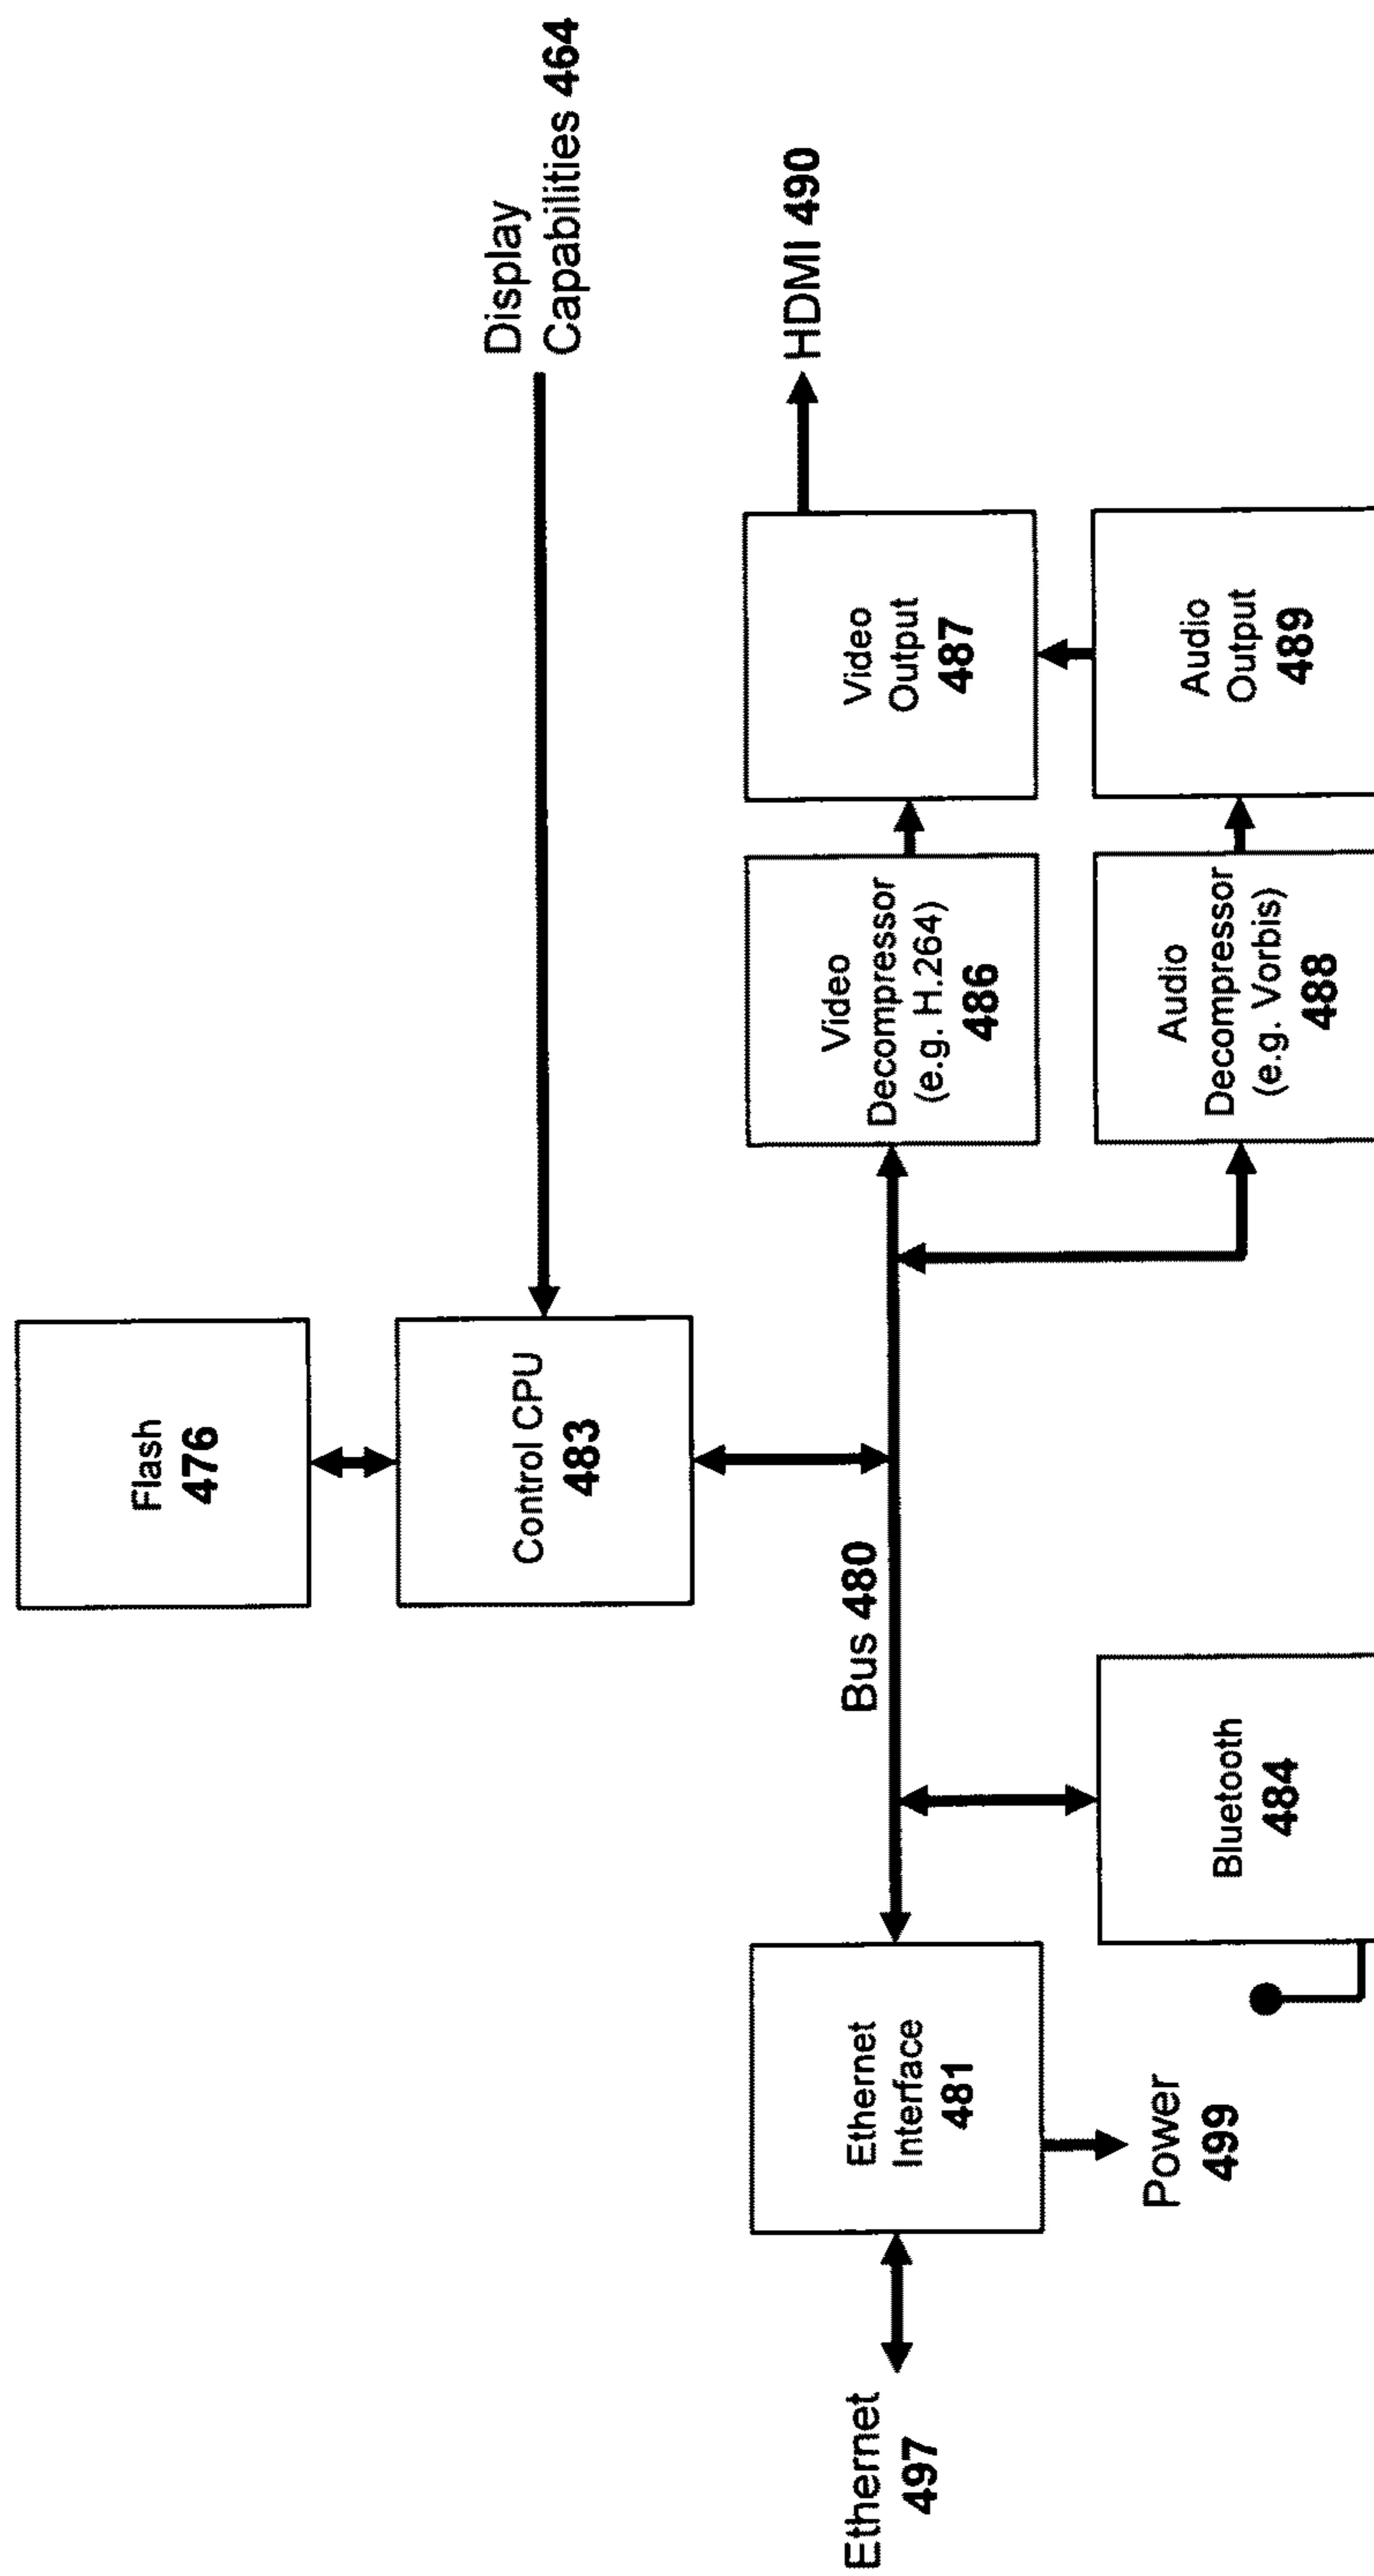 Flash
476
Display
Capabilities 464
Control CPU
483
HDMI 490
Bus 480
Ethernet
497
Ethernet
Interface
481
Video
Decompressor
(e.g. H.264)
486
Video
Output
487
Power
499
Bluetooth
484
Audio
Decompressor
(e.g. Vorbis)
488
Audio
Output
489